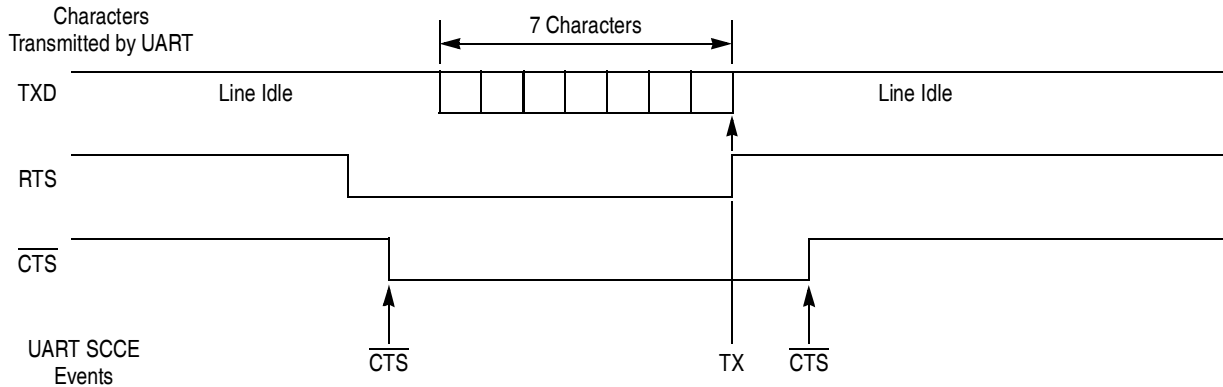 Characters
Transmitted by UART
7 Characters
TXD
Line Idle
Line Idle
RTS
CTS
UART SCCE
Events
CTS
TX
CTS